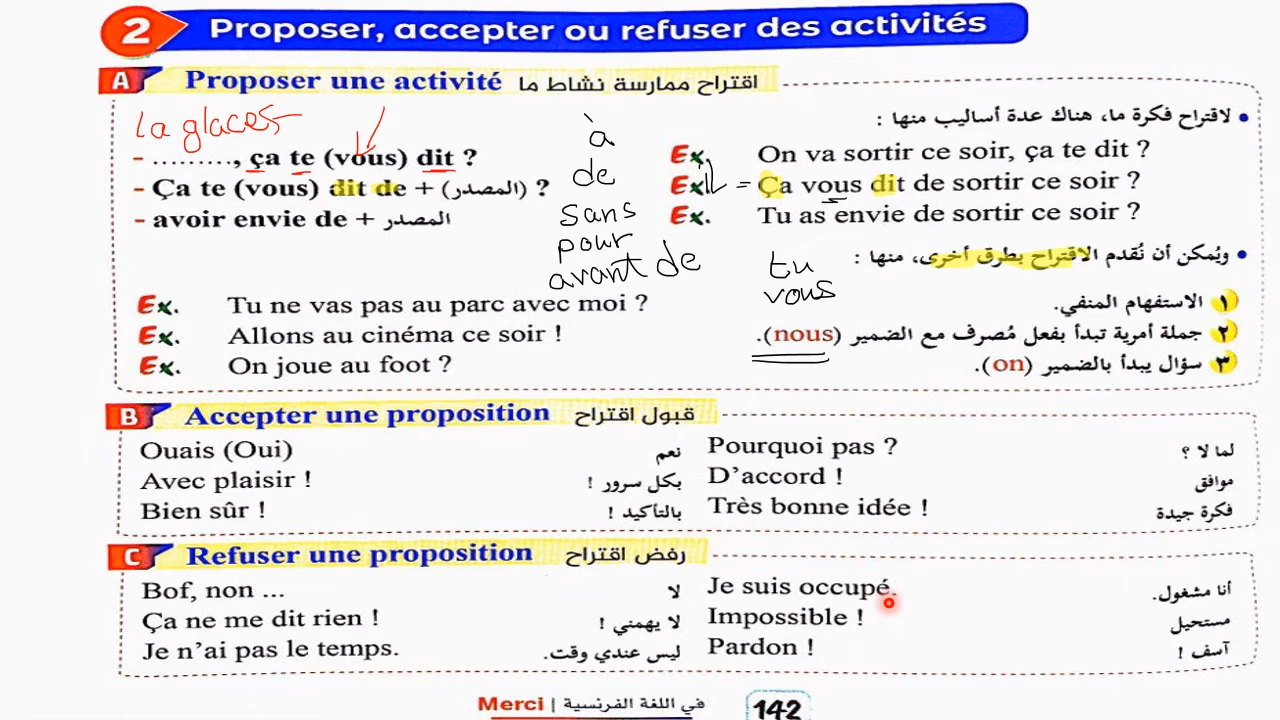 2 Proposer, accepter ou refuser des activités
A Proposer une activité اقتراح ممارسة نشاط ما
• لاقتراح فكرة ما، هناك عدة أساليب منها :
la glaces
- ........., ça te (vous) dit ?
Ex. On va sortir ce soir, ça te dit ?
- Ça te (vous) dit de + (المصدر) ?
Ex. = Ça vous dit de sortir ce soir ?
- avoir envie de + المصدر
Ex. Tu as envie de sortir ce soir ?
à
de
sans
pour
avant de
tu
vous
• ويُمكن أن نُقدم الاقتراح بطرق أخرى، منها :
Ex. Tu ne vas pas au parc avec moi ?
١ الاستفهام المنفي.
Ex. Allons au cinéma ce soir !
٢ جملة أمرية تبدأ بفعل مُصرف مع الضمير (nous).
Ex. On joue au foot ?
٣ سؤال يبدأ بالضمير (on).
B Accepter une proposition قبول اقتراح
Ouais (Oui) نعم
Pourquoi pas ? لما لا ؟
Avec plaisir ! بكل سرور !
D'accord ! موافق
Bien sûr ! بالتأكيد !
Très bonne idée ! فكرة جيدة
C Refuser une proposition رفض اقتراح
Bof, non ... لا
Je suis occupé. أنا مشغول.
Ça ne me dit rien ! لا يهمني !
Impossible ! مستحيل
Je n'ai pas le temps. ليس عندي وقت.
Pardon ! آسف !
Merci | في اللغة الفرنسية
142